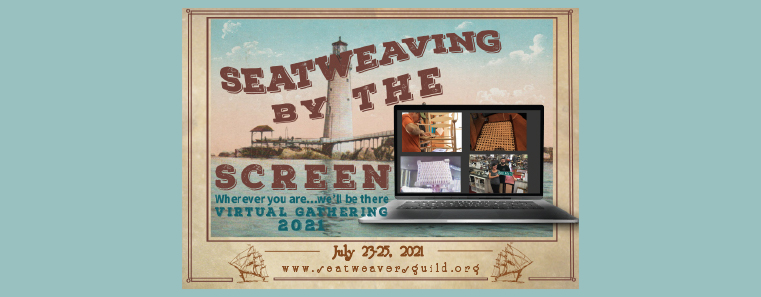 SEATWEAVING
BY THE
SCREEN
Wherever you are...we'll be there
VIRTUAL GATHERING
2021
July 23-25, 2021
www.seatweaversguild.org